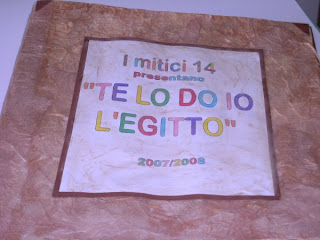 I mitici 14
presentano
"TE LO DO IO
L'EGITTO"
2007/2008